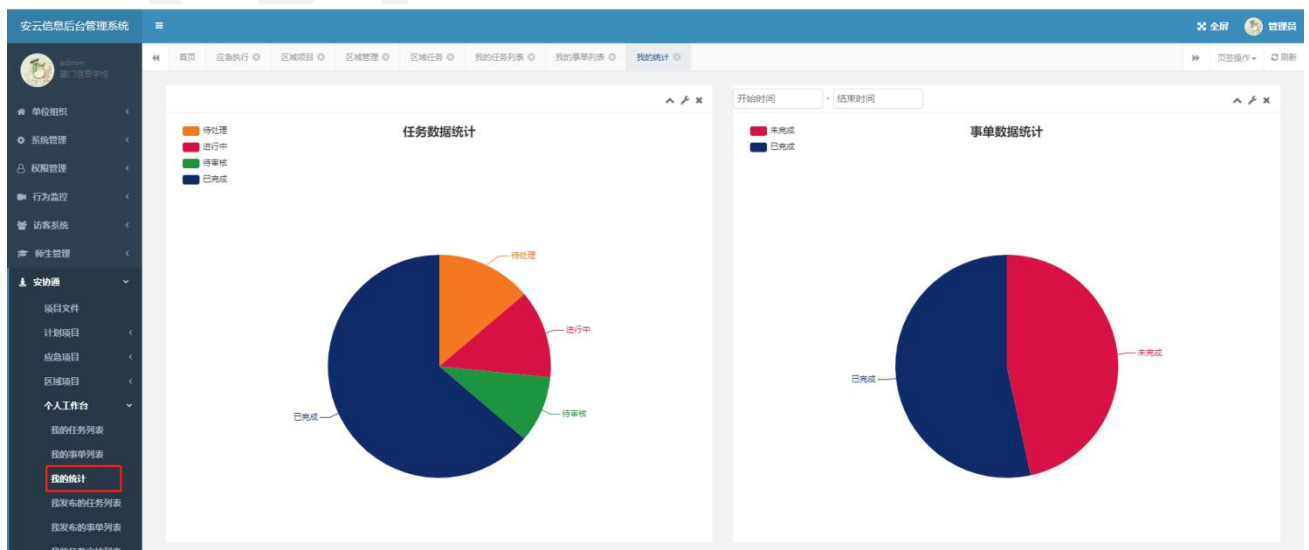 安云信息后台管理系统
全屏
管理员
admin
厦门信息学校
首页
应急执行
区域项目
区域管理
区域任务
我的任务列表
我的事单列表
我的统计
页签操作
刷新
单位组织
系统管理
权限管理
行为监控
访客系统
师生管理
安协通
项目文件
计划项目
应急项目
区域项目
个人工作台
我的任务列表
我的事单列表
我的统计
我发布的任务列表
我发布的事单列表
任务数据统计
待处理
进行中
待审核
已完成
待处理
进行中
待审核
已完成
开始时间
-
结束时间
事单数据统计
未完成
已完成
未完成
已完成